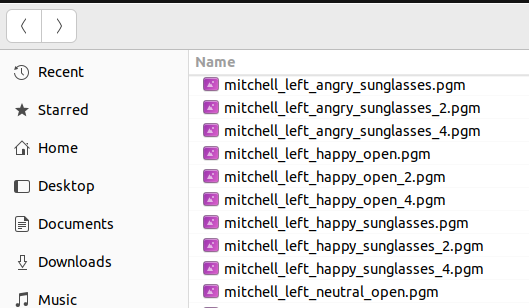 Name
Recent
Starred
Home
Desktop
Documents
Downloads
Music
mitchell_left_angry_sunglasses.pgm
mitchell_left_angry_sunglasses_2.pgm
mitchell_left_angry_sunglasses_4.pgm
mitchell_left_happy_open.pgm
mitchell_left_happy_open_2.pgm
mitchell_left_happy_open_4.pgm
mitchell_left_happy_sunglasses.pgm
mitchell_left_happy_sunglasses_2.pgm
mitchell_left_happy_sunglasses_4.pgm
mitchell_left_neutral_open.pgm